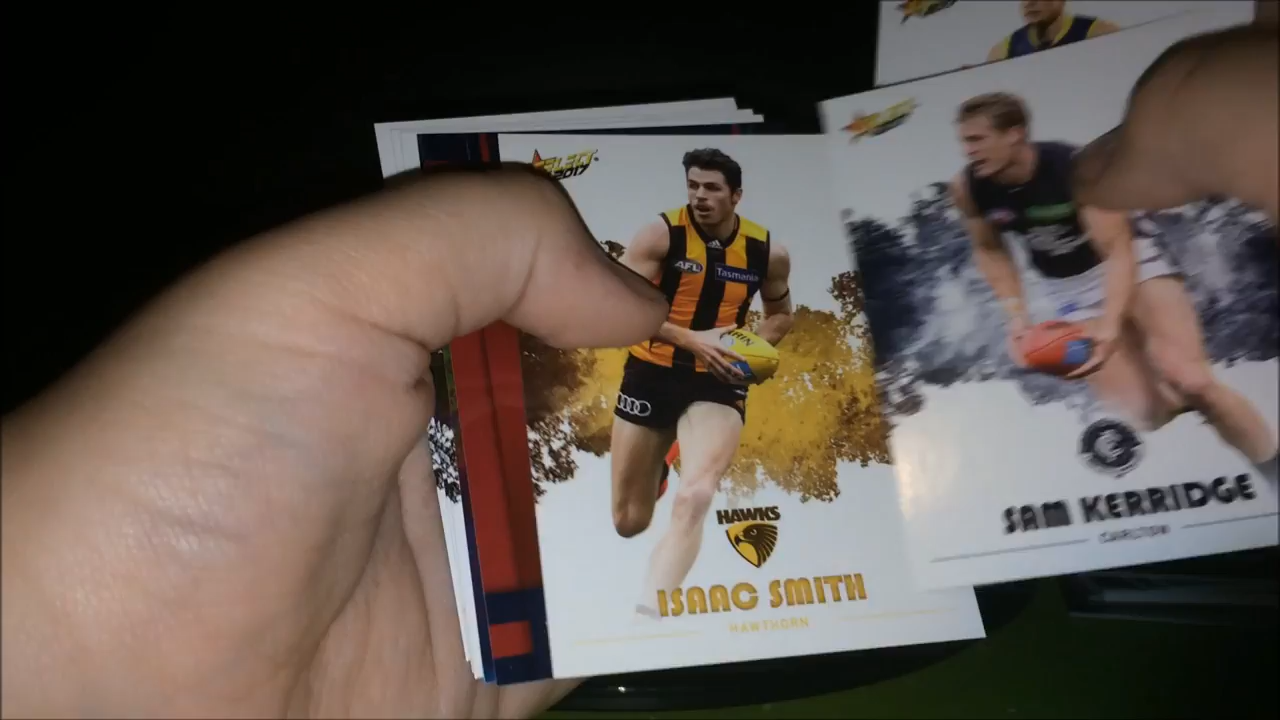 SELECT
2017
AFL
Tasmania
HAWKS
ISAAC SMITH
HAWTHORN
SAM KERRIDGE
CARLTON